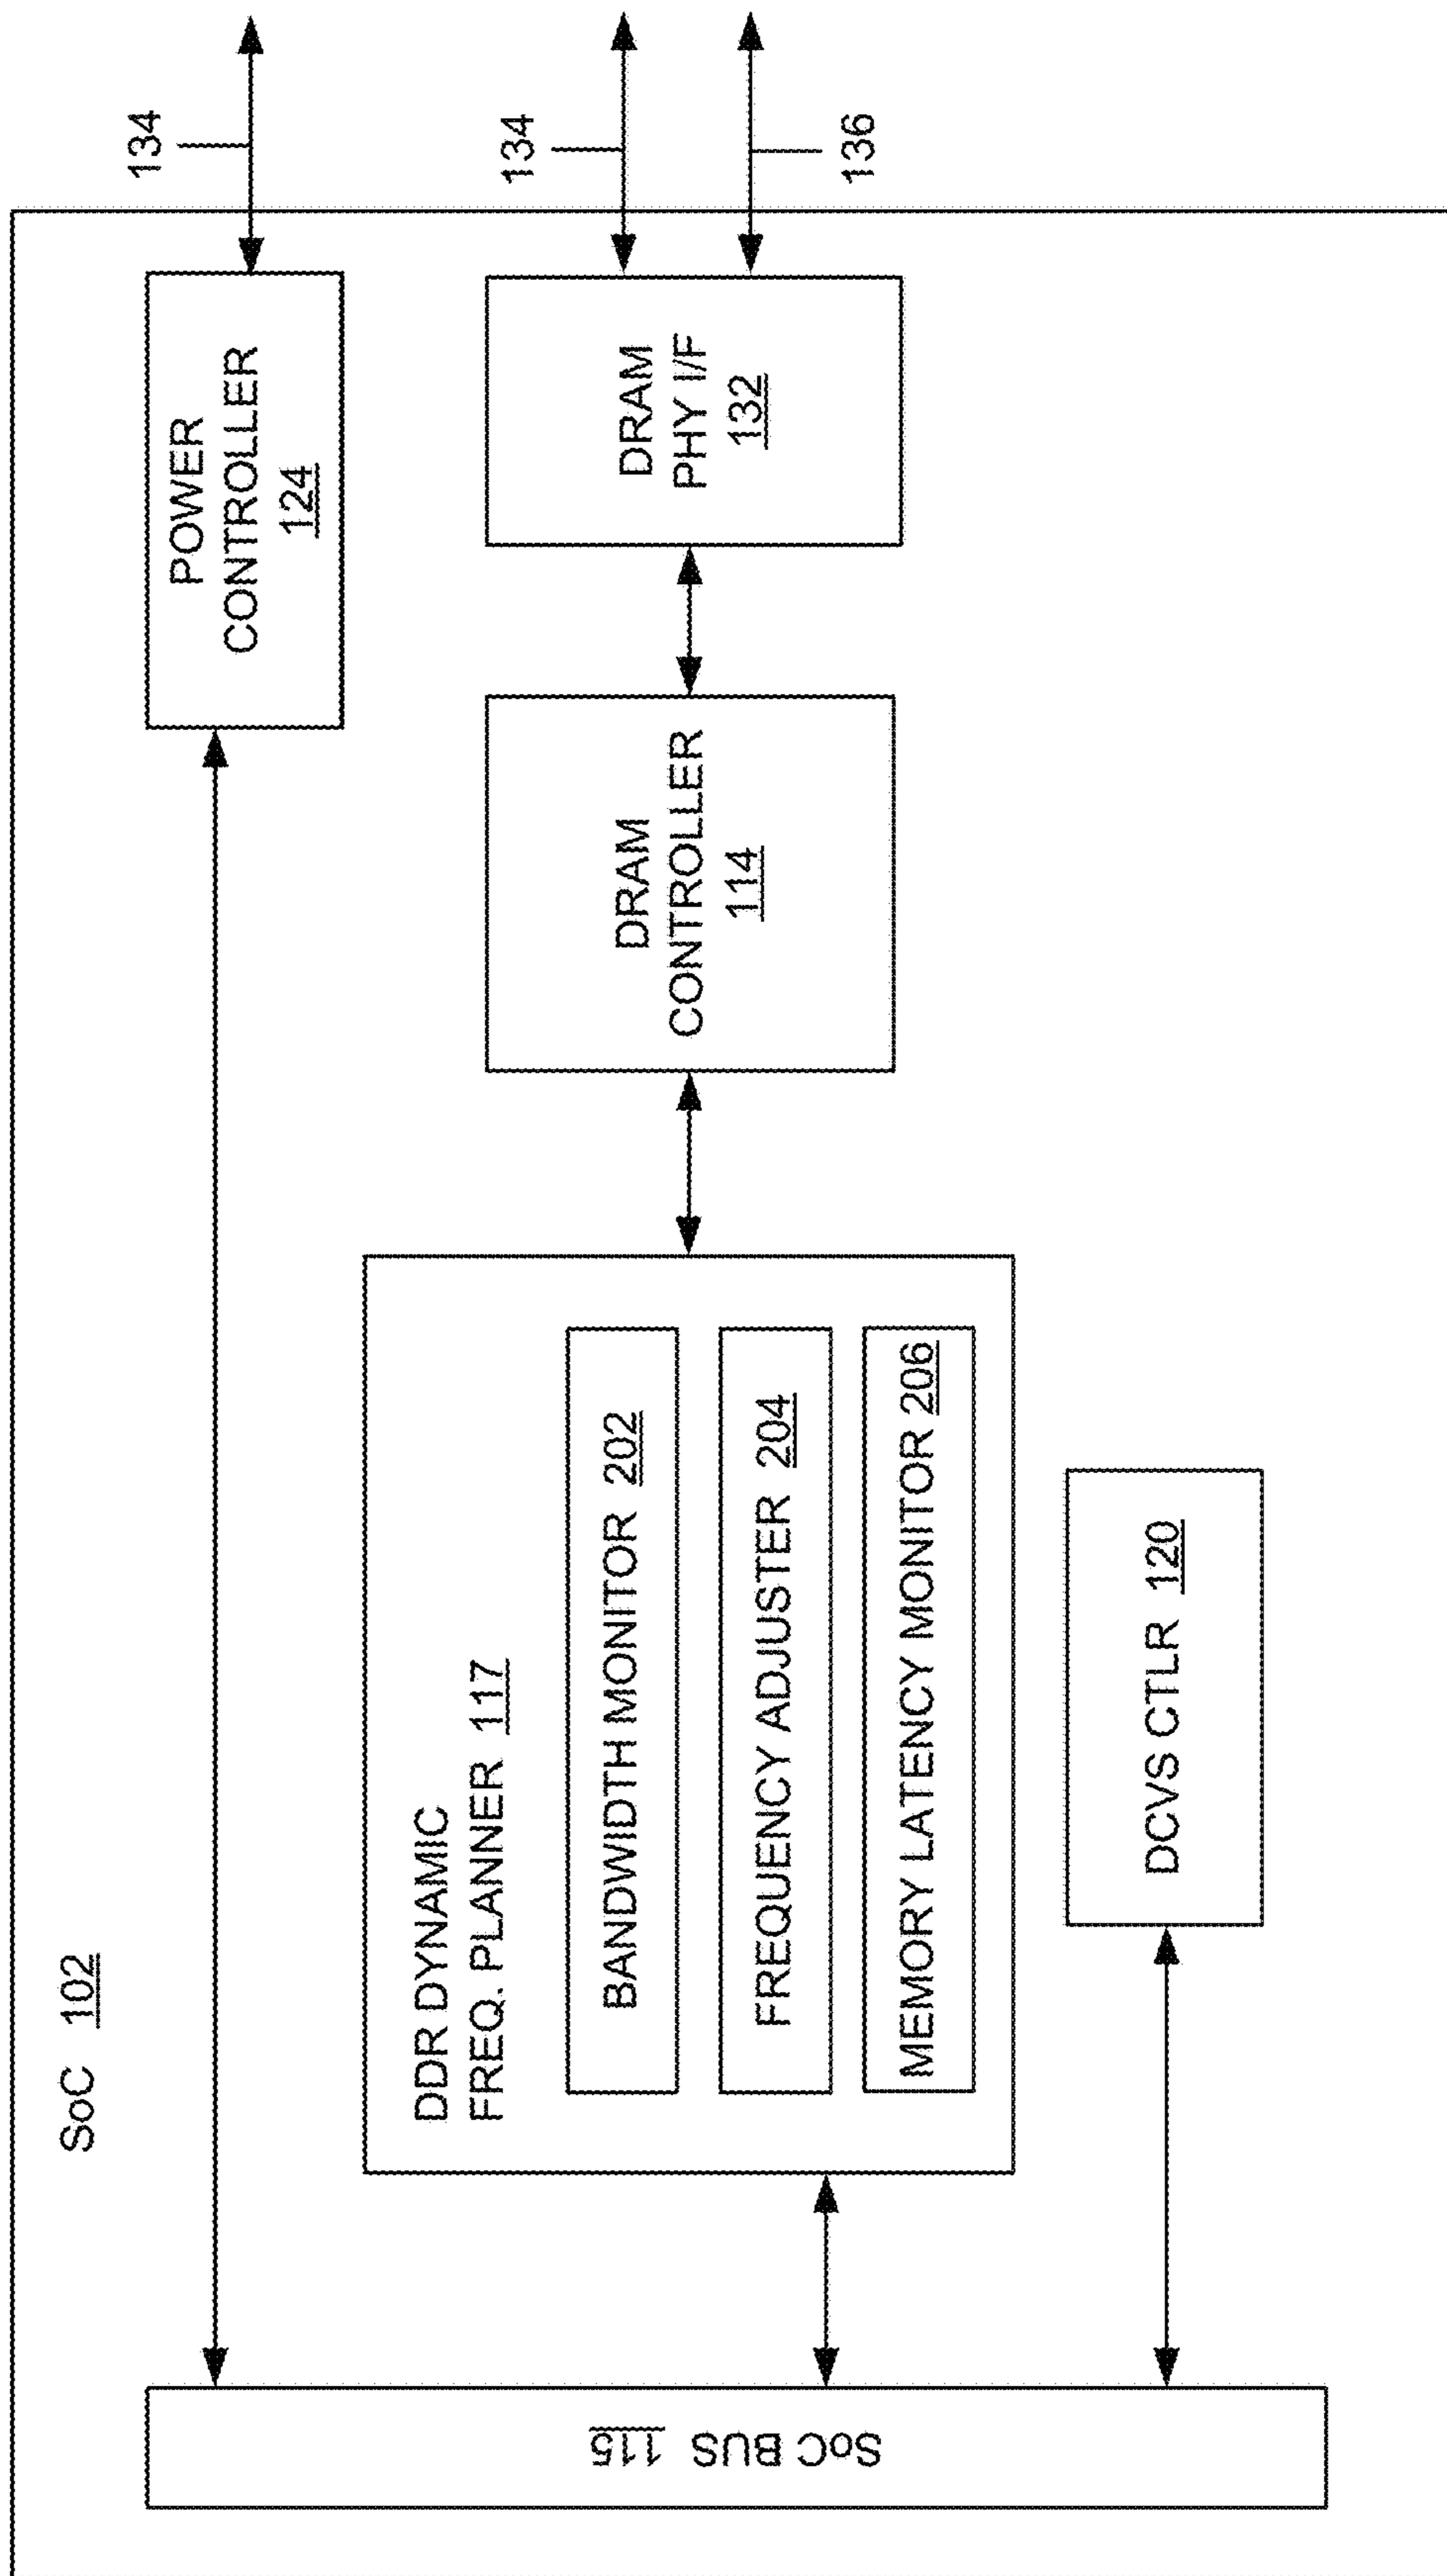 SoC 102
134
POWER
CONTROLLER
124
134
136
DDR DYNAMIC
FREQ. PLANNER 117
BANDWIDTH MONITOR 202
FREQUENCY ADJUSTER 204
MEMORY LATENCY MONITOR 206
DRAM
CONTROLLER
114
DRAM
PHY I/F
132
DCVS CTLR 120
SoC BUS 115